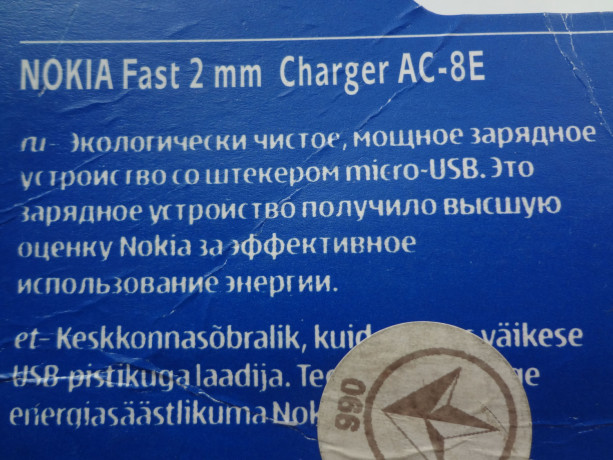 NOKIA Fast 2 mm Charger AC-8E
ru- Экологически чистое, мощное зарядное
устройство со штекером micro-USB. Это
зарядное устройство получило высшую
оценку Nokia за эффективное
использование энергии.
et- Keskkonnasõbralik, kuid väikese
USB-pistikuga laadija.
energiasäästlikuma
066